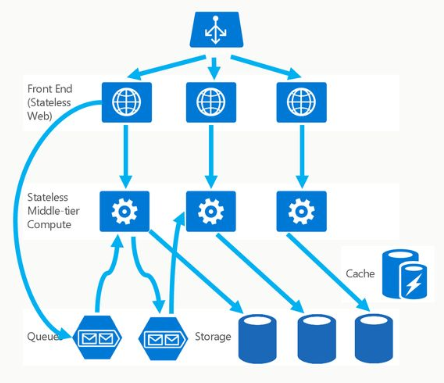 Front End
(Stateless
Web)
Stateless
Middle-tier
Compute
Cache
Queues
Storage